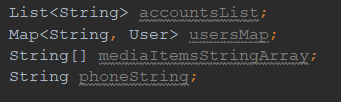 List<String> accountsList;
Map<String, User> usersMap;
String[] mediaItemsStringArray;
String phoneString;